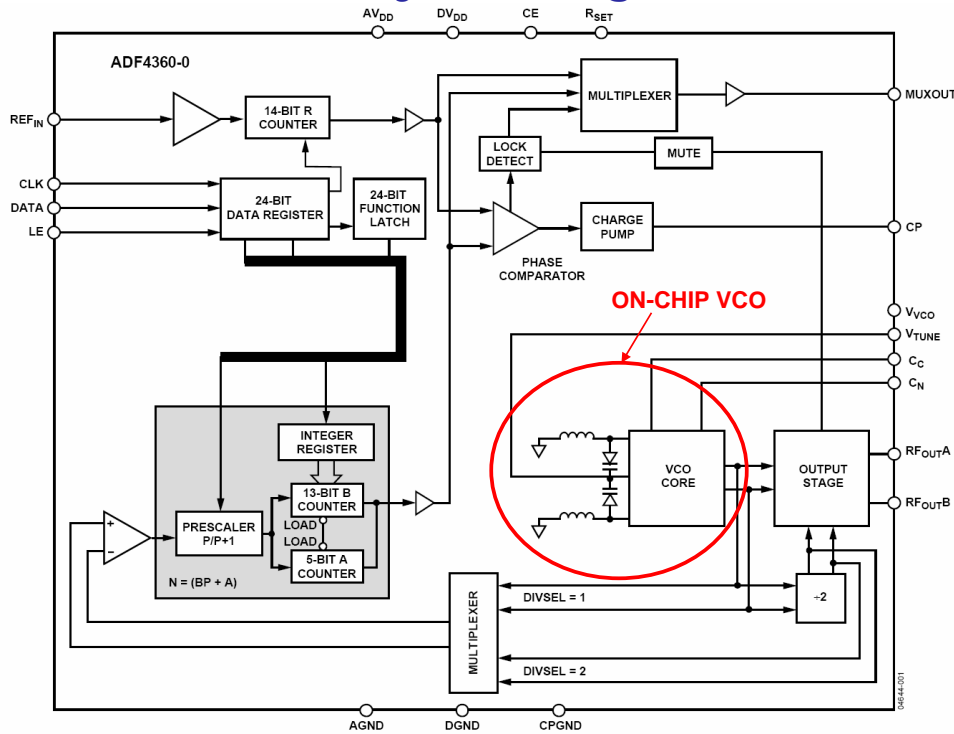 AVDD DVDD CE RSET
ADF4360-0
MULTIPLEXER
MUXOUT
REFIN
14-BIT R
COUNTER
LOCK
DETECT
MUTE
CLK
DATA
LE
24-BIT
DATA REGISTER
24-BIT
FUNCTION
LATCH
CHARGE
PUMP
CP
PHASE
COMPARATOR
ON-CHIP VCO
VVCO
VTUNE
CC
CN
INTEGER
REGISTER
13-BIT B
COUNTER
LOAD
LOAD
5-BIT A
COUNTER
PRESCALER
P/P+1
+
−
N = (BP + A)
VCO
CORE
OUTPUT
STAGE
RFOUTA
RFOUTB
MULTIPLEXER
DIVSEL = 1
DIVSEL = 2
÷2
04644-001
AGND DGND CPGND